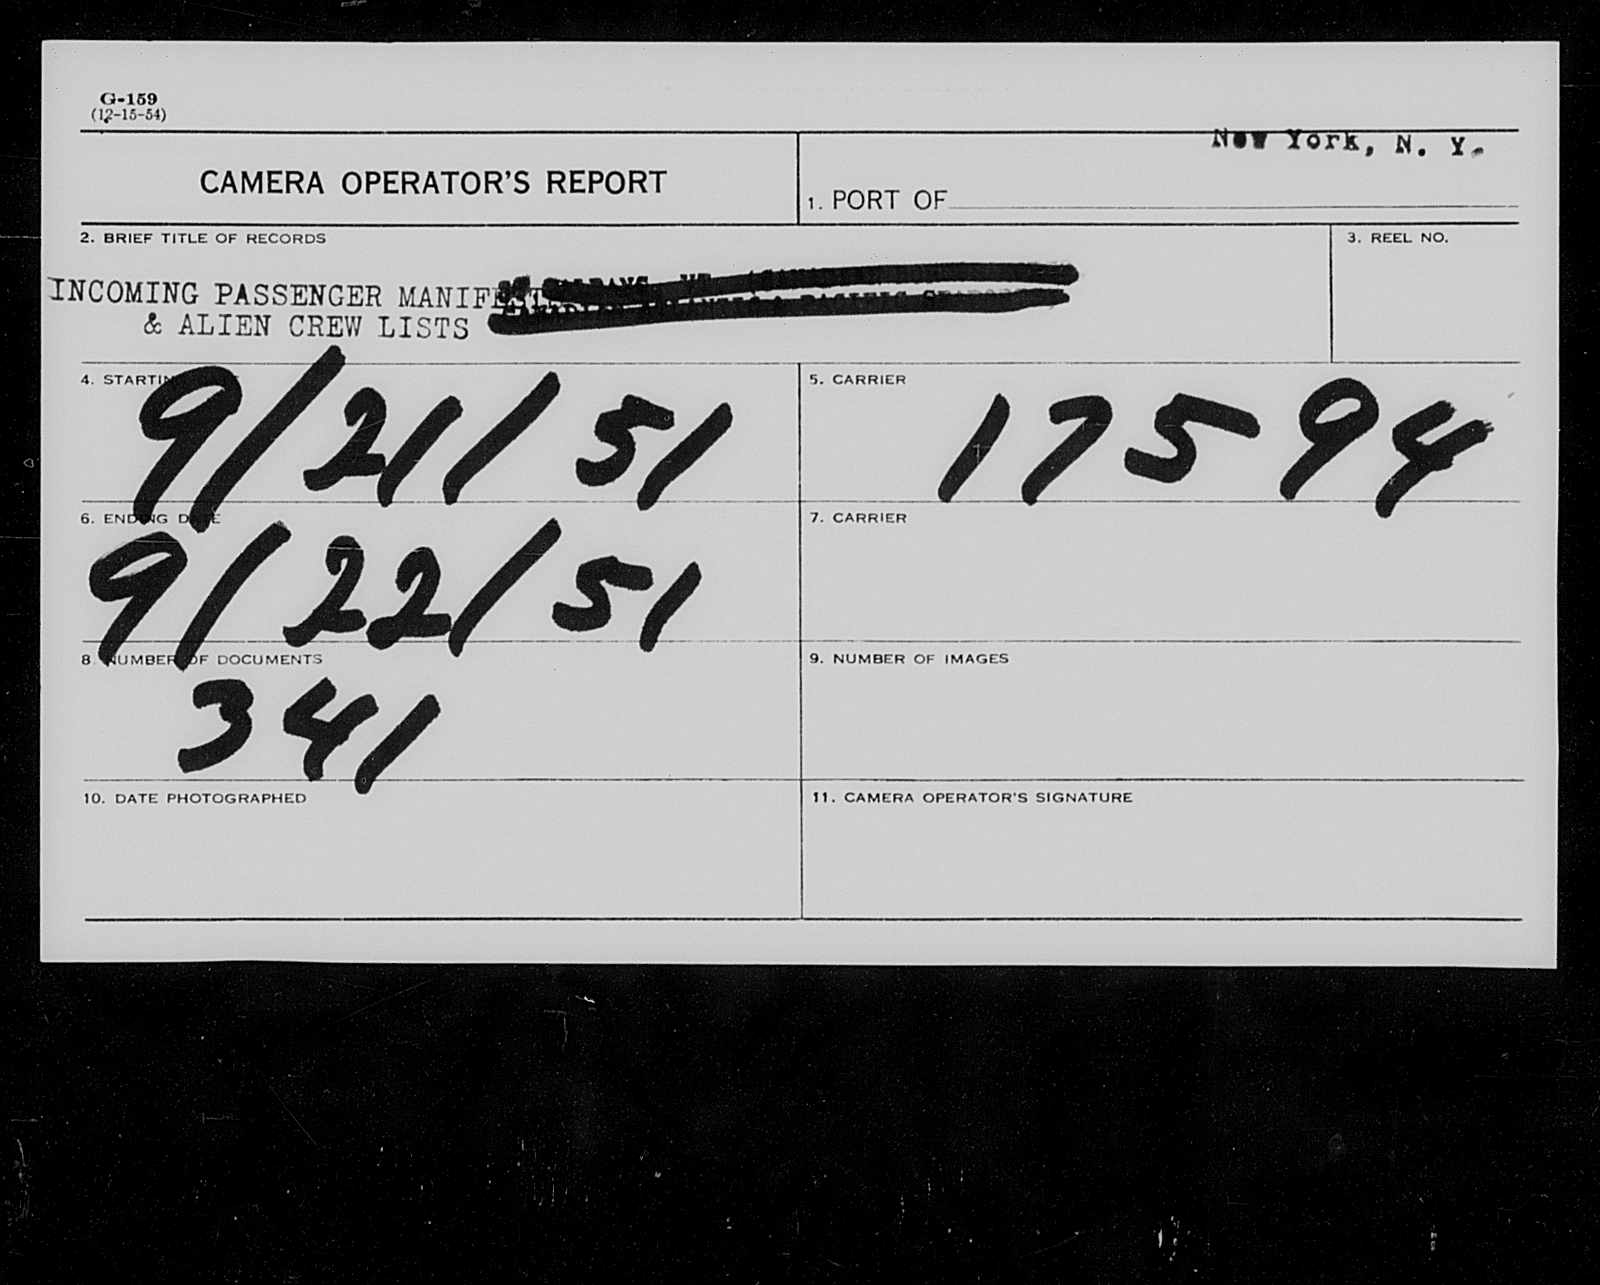 G-159
(12-15-54)
New York, N. Y.
CAMERA OPERATOR'S REPORT
1. PORT OF
2. BRIEF TITLE OF RECORDS
3. REEL NO.
INCOMING PASSENGER MANIFEST
& ALIEN CREW LISTS
4. STARTING
9/21/51
5. CARRIER
17594
6. ENDING DATE
9/22/51
7. CARRIER
8. NUMBER OF DOCUMENTS
341
9. NUMBER OF IMAGES
10. DATE PHOTOGRAPHED
11. CAMERA OPERATOR'S SIGNATURE